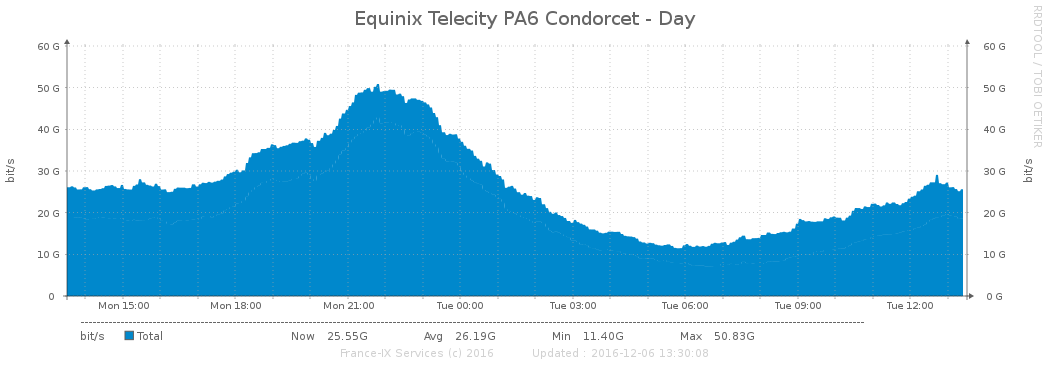 Equinix Telecity PA6 Condorcet - Day
RRDTOOL / TOBI OETIKER
bit/s
60 G
50 G
40 G
30 G
20 G
10 G
0
60 G
50 G
40 G
30 G
20 G
10 G
0 G
bit/s
Mon 15:00 Mon 18:00 Mon 21:00 Tue 00:00 Tue 03:00 Tue 06:00 Tue 09:00 Tue 12:00
bit/s Total Now 25.55G Avg 26.19G Min 11.40G Max 50.83G
France-IX Services (c) 2016 Updated : 2016-12-06 13:30:08